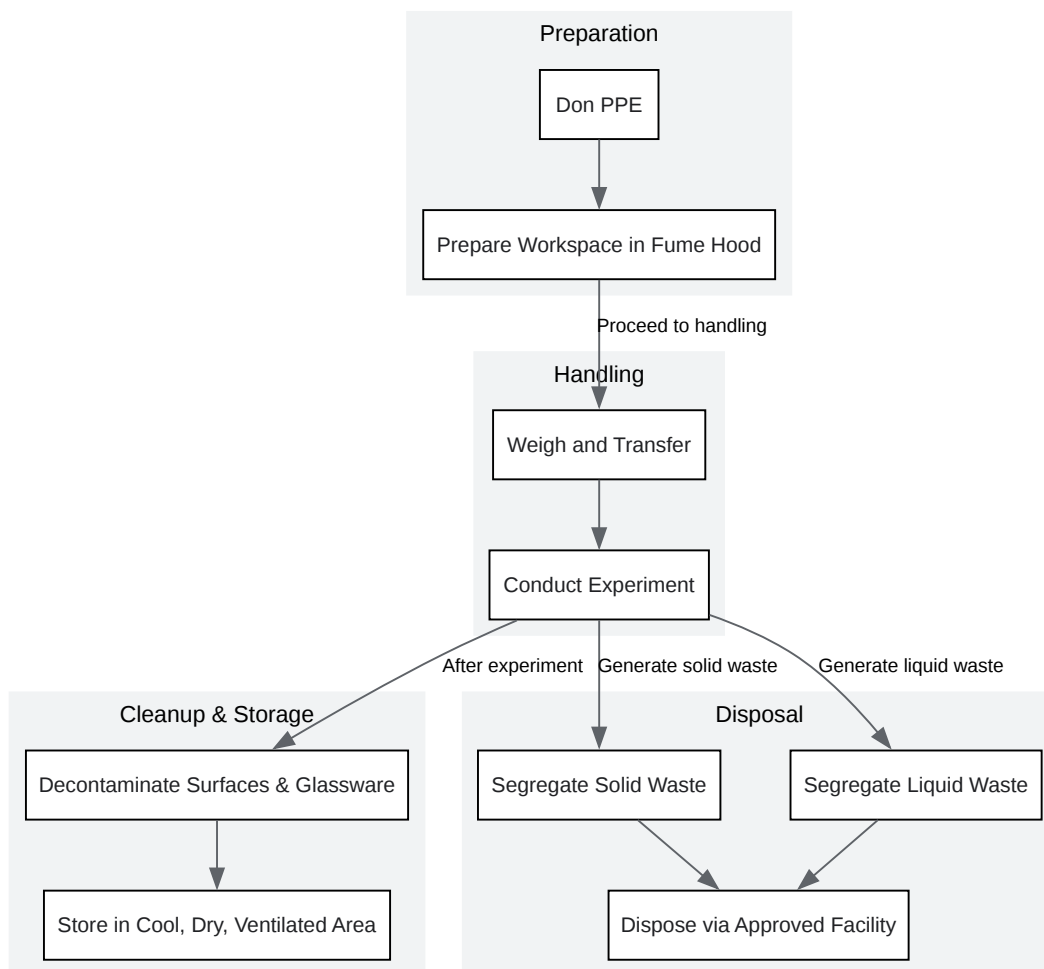 Preparation
Don PPE
Prepare Workspace in Fume Hood
Proceed to handling
Handling
Weigh and Transfer
Conduct Experiment
After experiment
Generate solid waste
Generate liquid waste
Cleanup & Storage
Disposal
Decontaminate Surfaces & Glassware
Segregate Solid Waste
Segregate Liquid Waste
Store in Cool, Dry, Ventilated Area
Dispose via Approved Facility